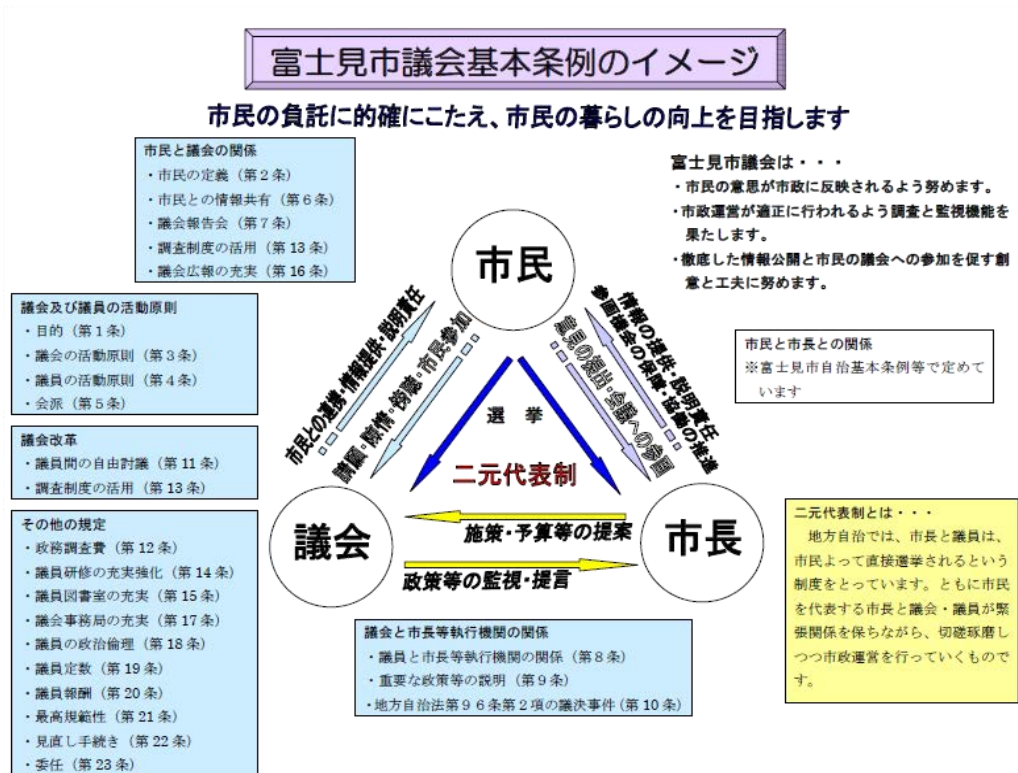 富士見市議会基本条例のイメージ
市民の負託に的確にこたえ、市民の暮らしの向上を目指します
市民と議会の関係
・市民の定義（第２条）
・市民との情報共有（第６条）
・議会報告会（第７条）
・調査制度の活用（第 13 条）
・議会広報の充実（第 16 条）
富士見市議会は・・・
・市民の意思が市政に反映されるよう努めます。
・市政運営が適正に行われるよう調査と監視機能を
果たします。
・徹底した情報公開と市民の議会への参加を促す創
意と工夫に努めます。
市民
議会及び議員の活動原則
・目的（第１条）
・議会の活動原則（第３条）
・議員の活動原則（第４条）
・会派（第５条）
市民との連携・情報提供・説明責任
請願・陳情・傍聴・市民参加
選 挙
二元代表制
意見の提出・会議への参画
情報の提供・説明責任
参画機会の保障・協働の推進
市民と市長との関係
※富士見市自治基本条例等で定めて
います
議会改革
・議員間の自由討議（第 11 条）
・調査制度の活用（第 13 条）
議会
施策・予算等の提案
政策等の監視・提言
市長
その他の規定
・政務調査費（第 12 条）
・議員研修の充実強化（第 14 条）
・議員図書室の充実（第 15 条）
・議会事務局の充実（第 17 条）
・議員の政治倫理（第 18 条）
・議員定数（第 19 条）
・議員報酬（第 20 条）
・最高規範性（第 21 条）
・見直し手続き（第 22 条）
・委任（第 23 条）
議会と市長等執行機関の関係
・議員と市長等執行機関の関係（第８条）
・重要な政策等の説明（第９条）
・地方自治法第９６条第２項の議決事件（第 10 条）
二元代表制とは・・・
地方自治では、市長と議員は、
市民よって直接選挙されるという
制度をとっています。ともに市民
を代表する市長と議会・議員が緊
張関係を保ちながら、切磋琢磨し
つつ市政運営を行っていくもので
す。